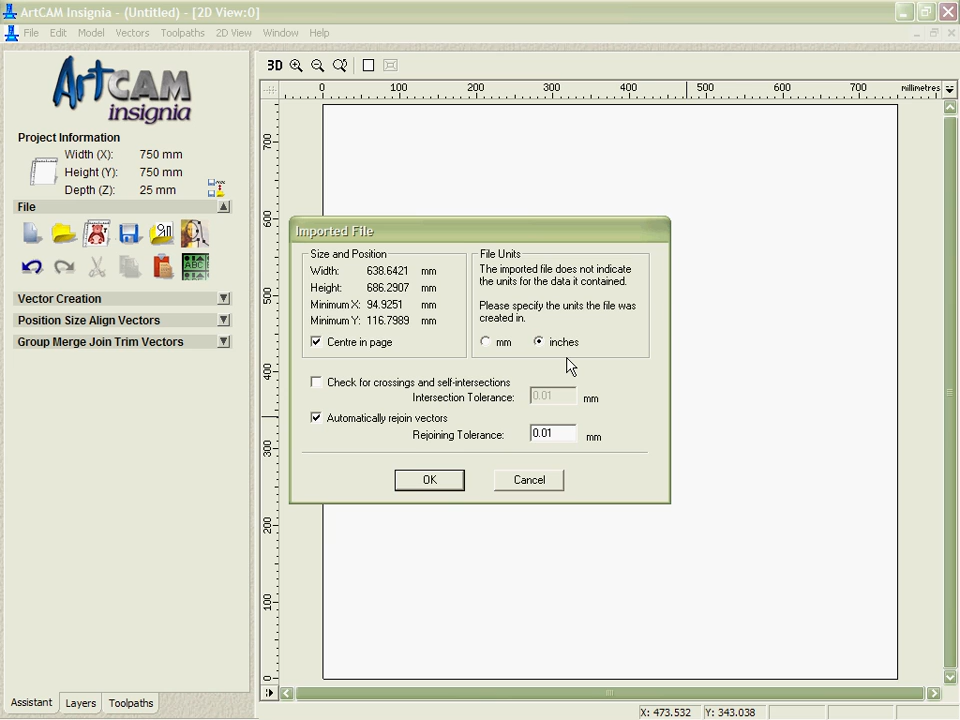 ArtCAM Insignia - (Untitled) - [2D View:0]
File Edit Model Vectors Toolpaths 2D View Window Help
ArtCAM
insignia
3D
0 100 200 300 400 500 600 700 millimetres
Project Information
Width (X): 750 mm
Height (Y): 750 mm
Depth (Z): 25 mm
File
ABC
Vector Creation
Position Size Align Vectors
Group Merge Join Trim Vectors
700
600
500
400
300
200
100
0
Imported File
Size and Position
Width: 638.6421 mm
Height: 686.2907 mm
Minimum X: 94.9251 mm
Minimum Y: 116.7989 mm
Centre in page
File Units
The imported file does not indicate
the units for the data it contained.
Please specify the units the file was
created in.
mm inches
Check for crossings and self-intersections
Intersection Tolerance: 0.01 mm
Automatically rejoin vectors
Rejoining Tolerance: 0.01 mm
OK Cancel
Assistant Layers Toolpaths
X: 473.532 Y: 343.038